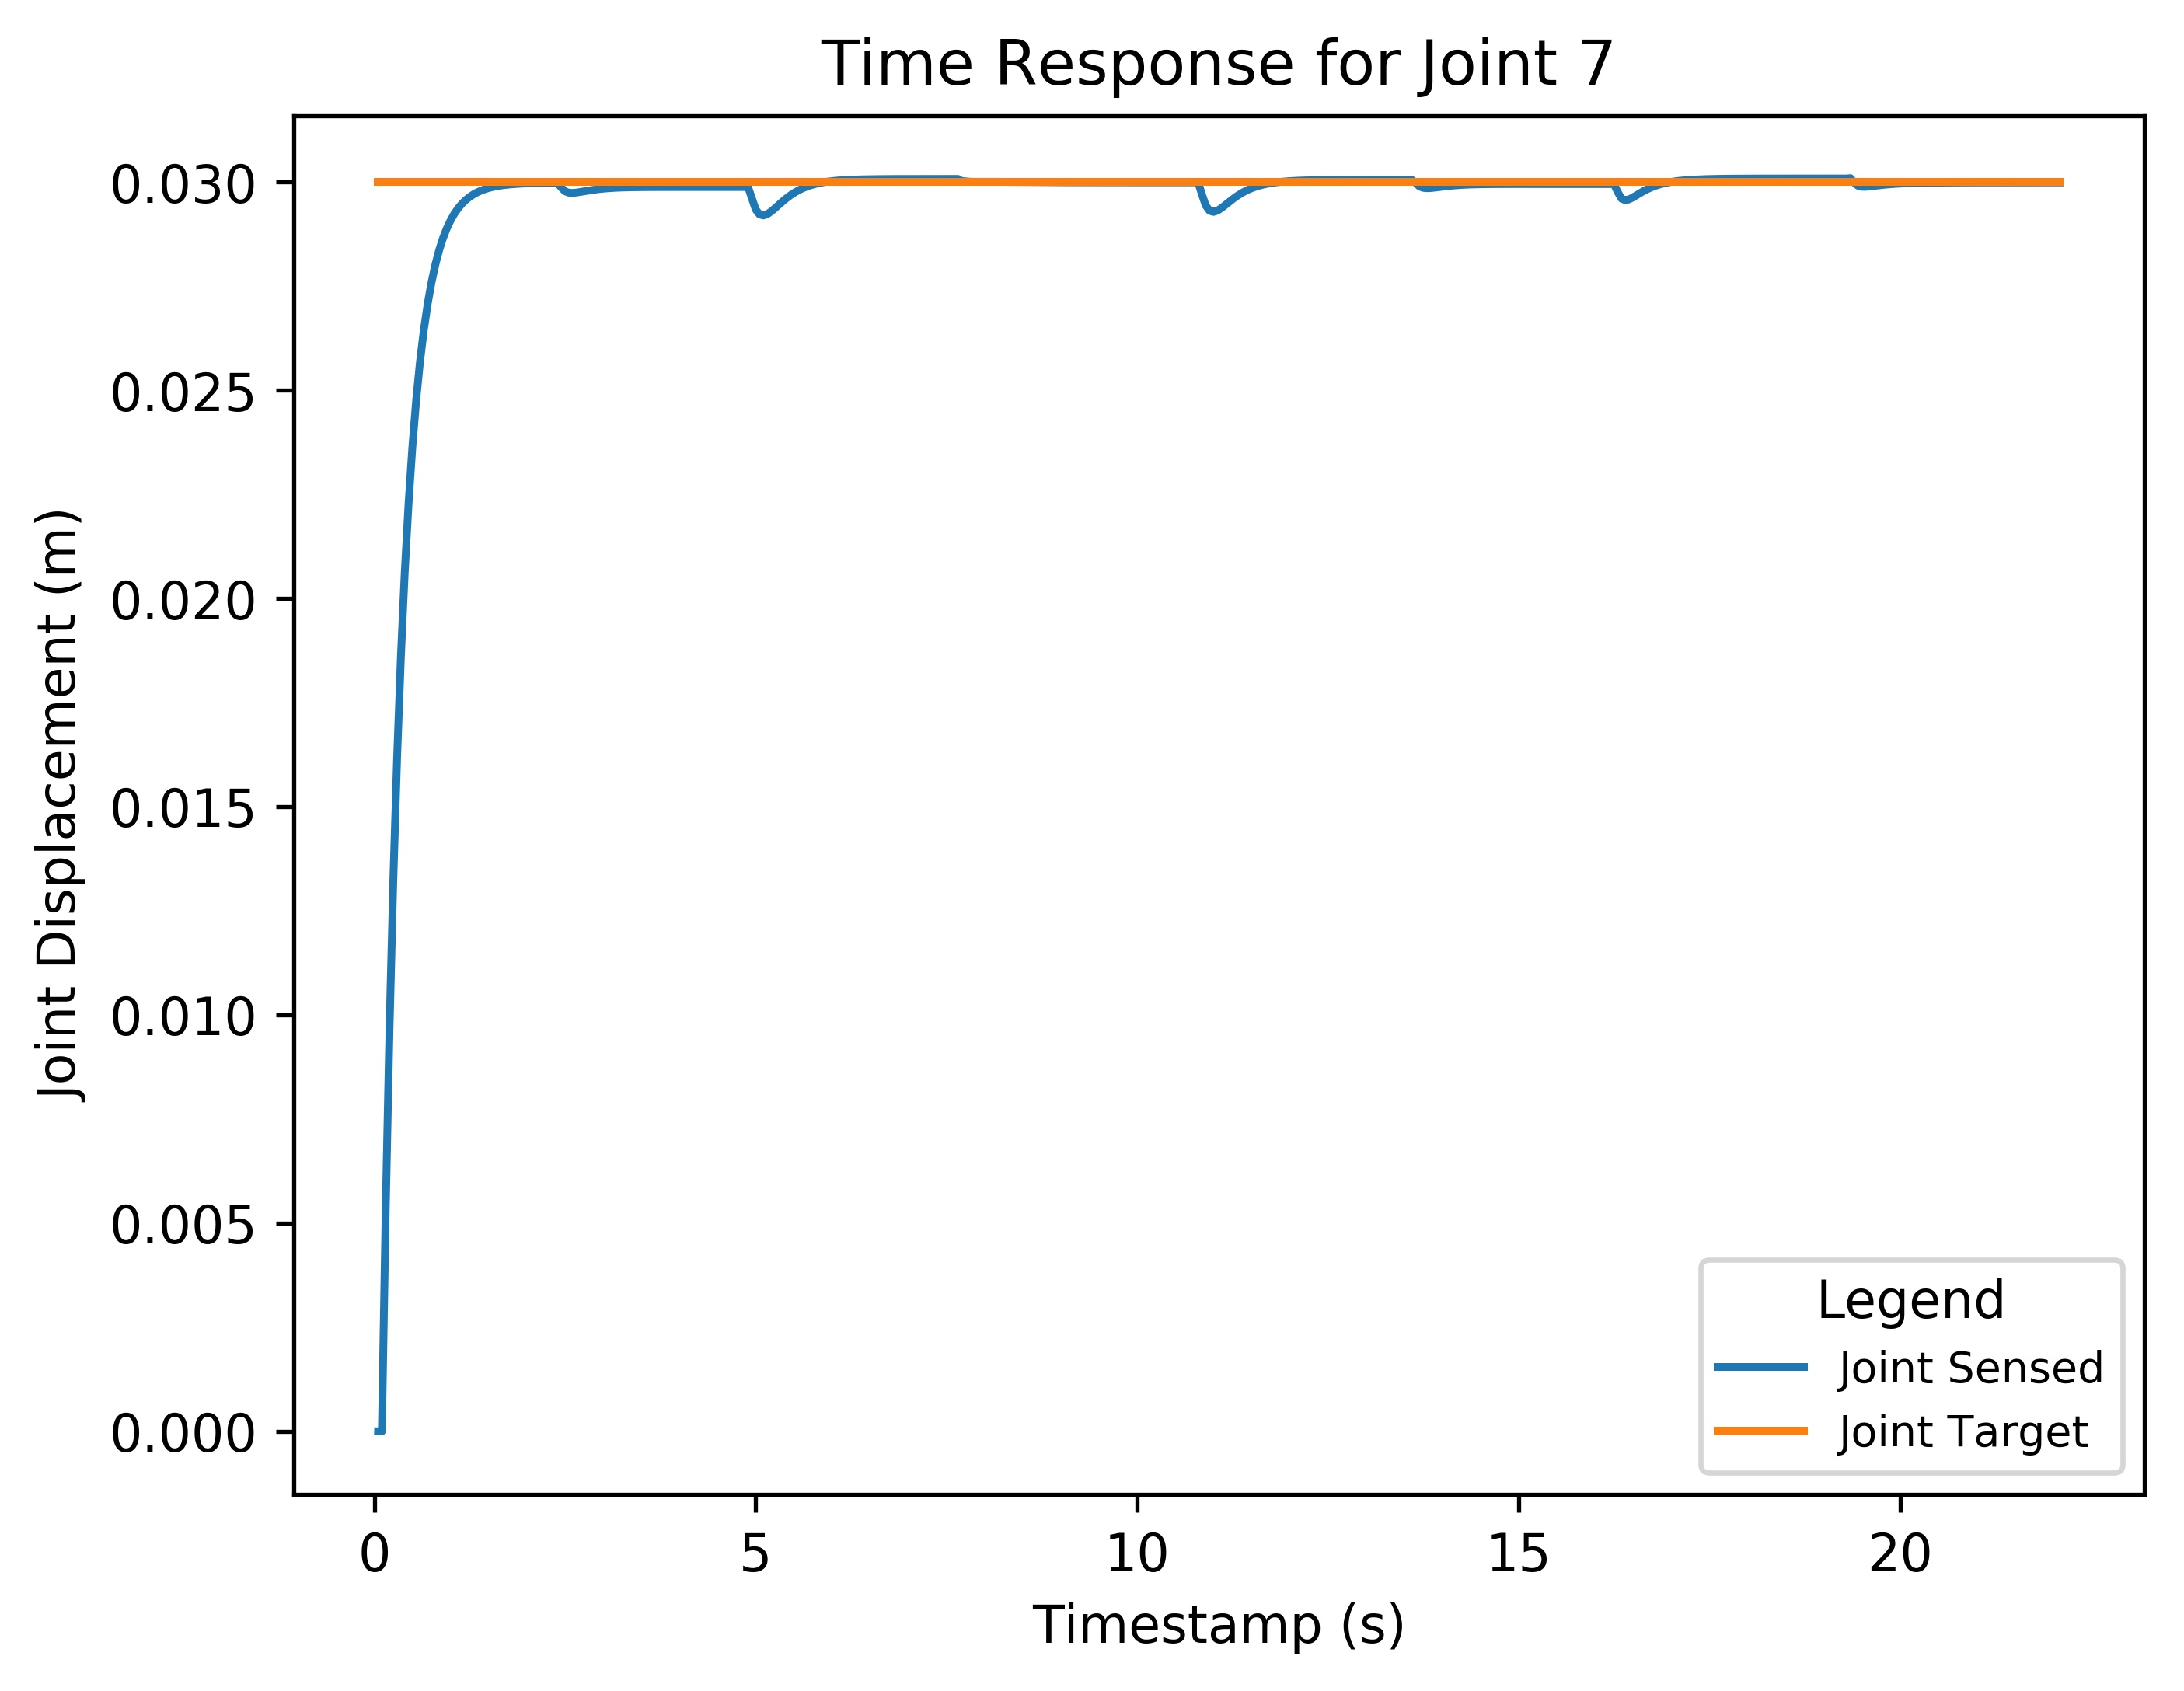 Time Response for Joint 7
Joint Displacement (m)
0.030
0.025
0.020
0.015
0.010
0.005
0.000
0
5
10
15
20
Timestamp (s)
Legend
Joint Sensed
Joint Target